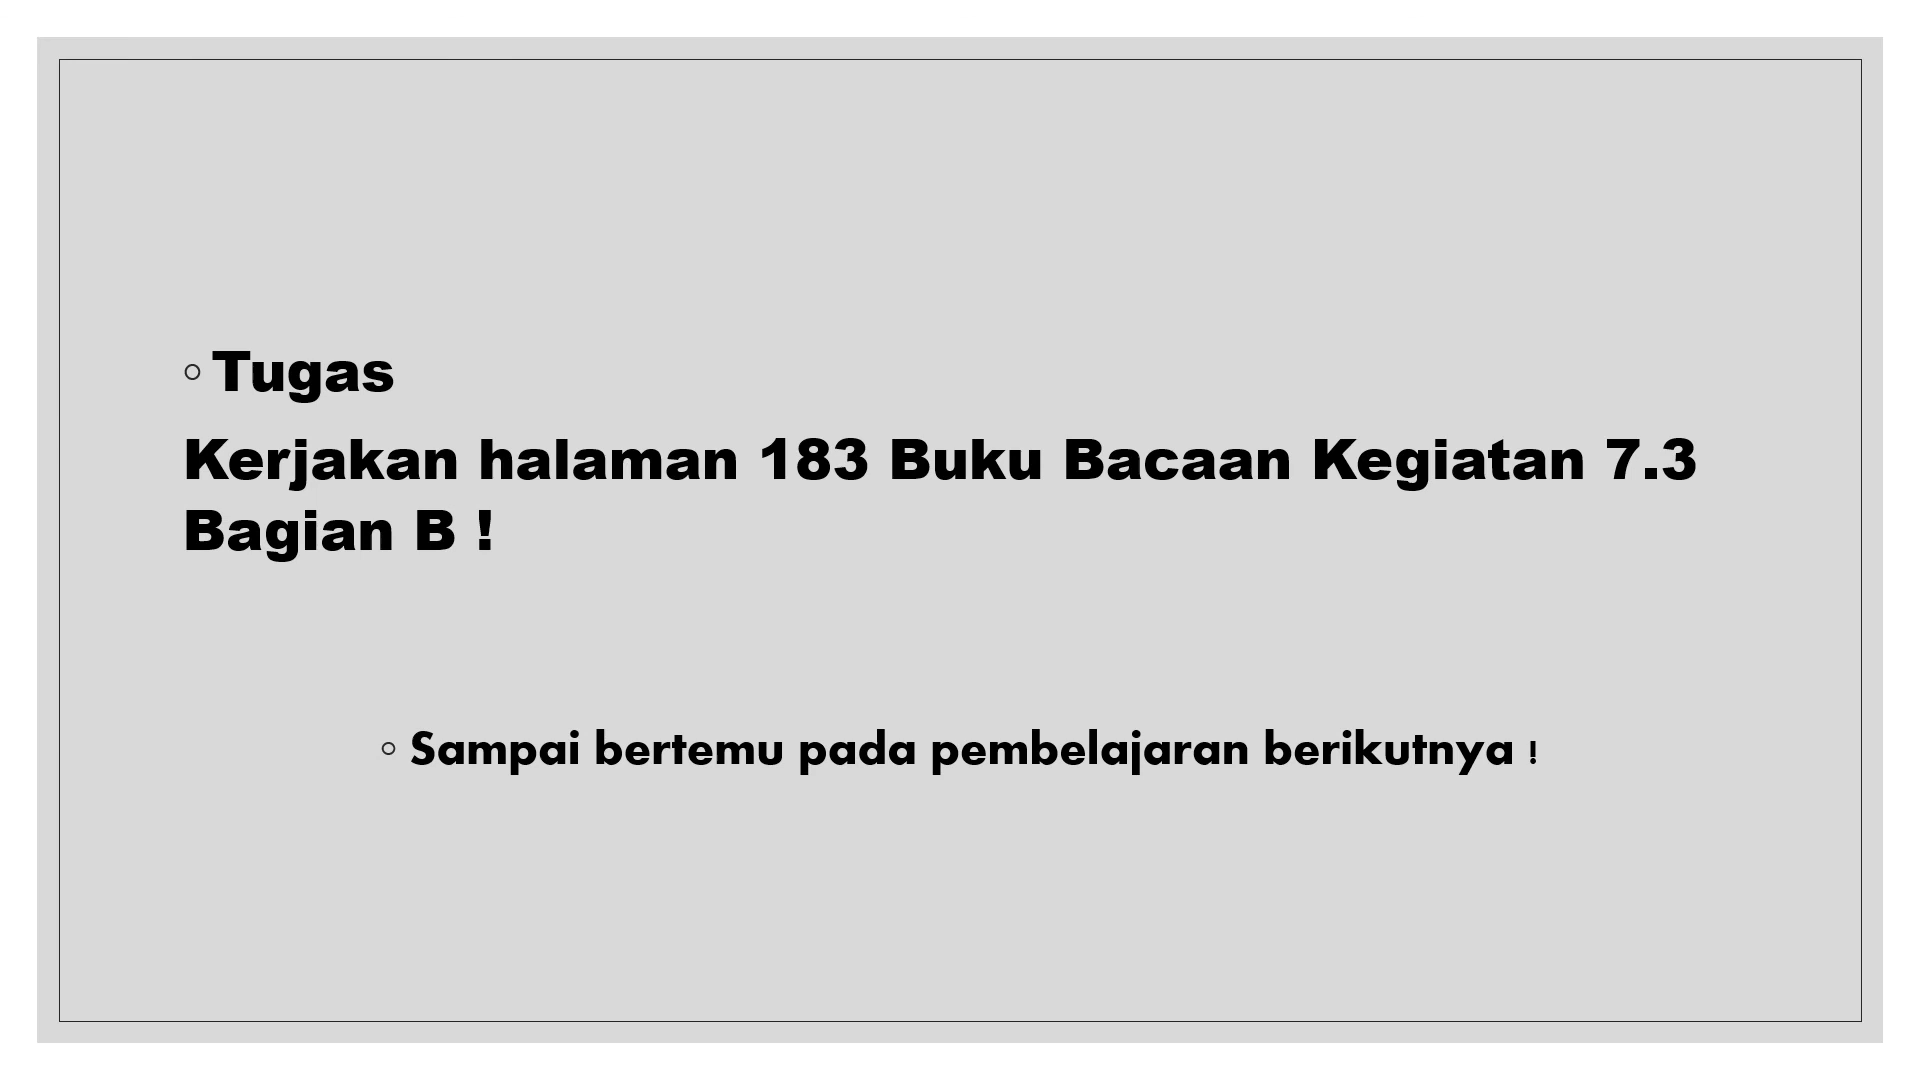 ◦ Tugas
Kerjakan halaman 183 Buku Bacaan Kegiatan 7.3
Bagian B !
◦ Sampai bertemu pada pembelajaran berikutnya !